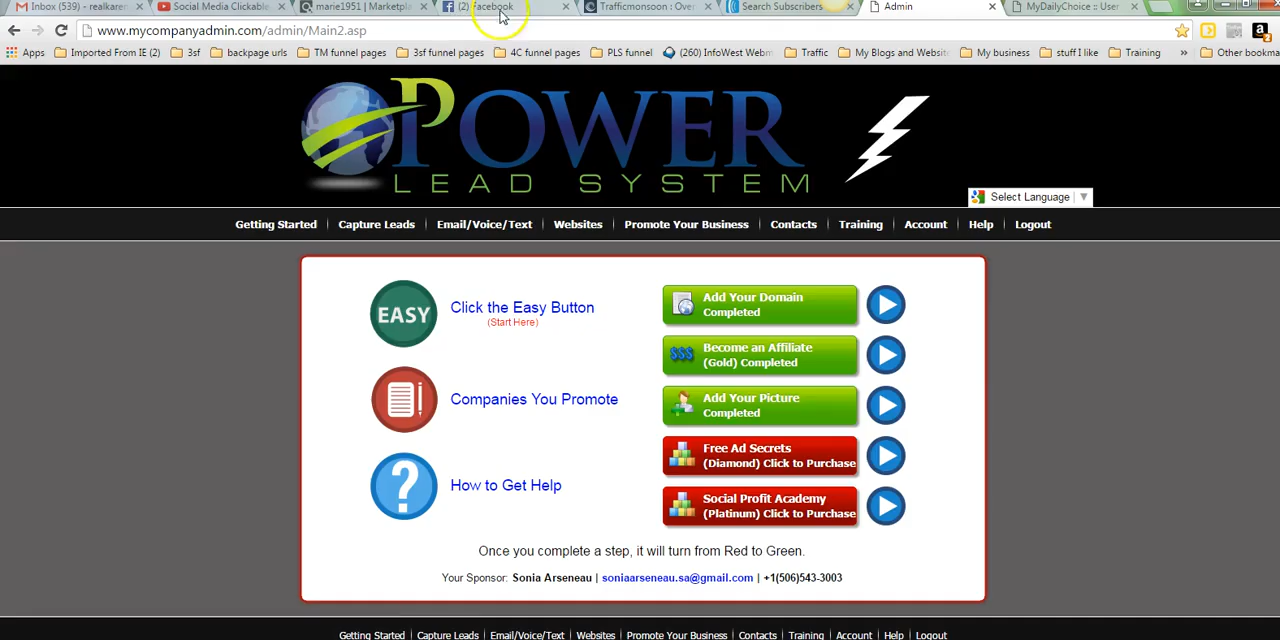 Inbox (539) - realkaren
Social Media Clickable
marie1951 | Marketpla
(2) Facebook
Trafficmonsoon : Over
Search Subscribers
Admin
MyDailyChoice :: User
www.mycompanyadmin.com/admin/Main2.asp
Apps
Imported From IE (2)
3sf
backpage urls
TM funnel pages
3sf funnel pages
4C funnel pages
PLS funnel
(260) InfoWest Webm
Traffic
My Blogs and Website
My business
stuff I like
Training
»
Other bookma
POWER
LEAD SYSTEM
Select Language
Getting Started
Capture Leads
Email/Voice/Text
Websites
Promote Your Business
Contacts
Training
Account
Help
Logout
EASY
Click the Easy Button
(Start Here)
Companies You Promote
?
How to Get Help
Add Your Domain
Completed
$$$
Become an Affiliate
(Gold) Completed
Add Your Picture
Completed
Free Ad Secrets
(Diamond) Click to Purchase
Social Profit Academy
(Platinum) Click to Purchase
Once you complete a step, it will turn from Red to Green.
Your Sponsor: Sonia Arseneau | soniaarseneau.sa@gmail.com | +1(506)543-3003
Getting Started | Capture Leads | Email/Voice/Text | Websites | Promote Your Business | Contacts | Training | Account | Help | Logout